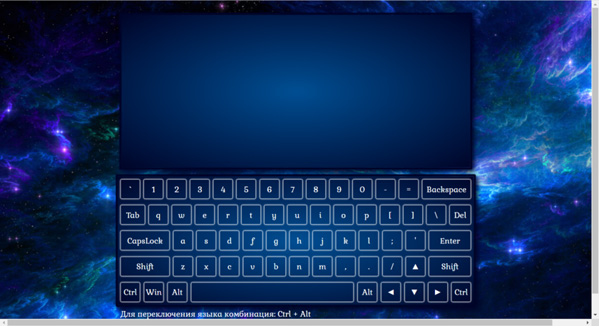 ` 1 2 3 4 5 6 7 8 9 0 - = Backspace
Tab q w e r t y u i o p [ ] \ Del
CapsLock a s d f g h j k l ; ' Enter
Shift z x c v b n m , . / ▲ Shift
Ctrl Win Alt Alt ◄ ▼ ► Ctrl
Для переключения языка комбинация: Ctrl + Alt